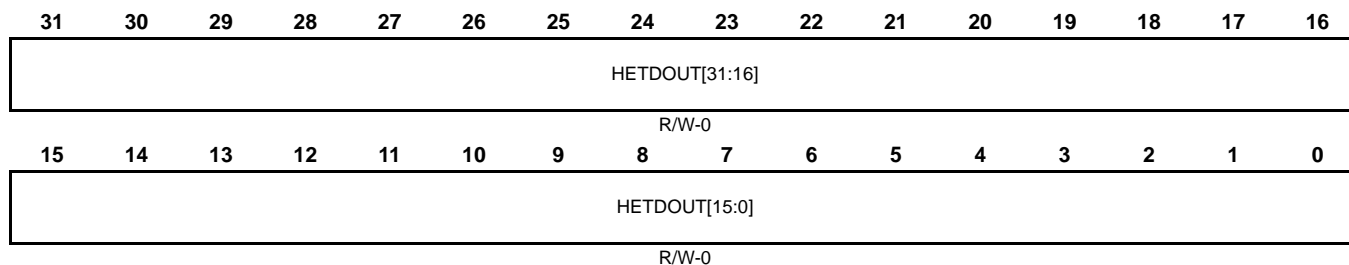 31 30 29 28 27 26 25 24 23 22 21 20 19 18 17 16
HETDOUT[31:16]
R/W-0
15 14 13 12 11 10 9 8 7 6 5 4 3 2 1 0
HETDOUT[15:0]
R/W-0